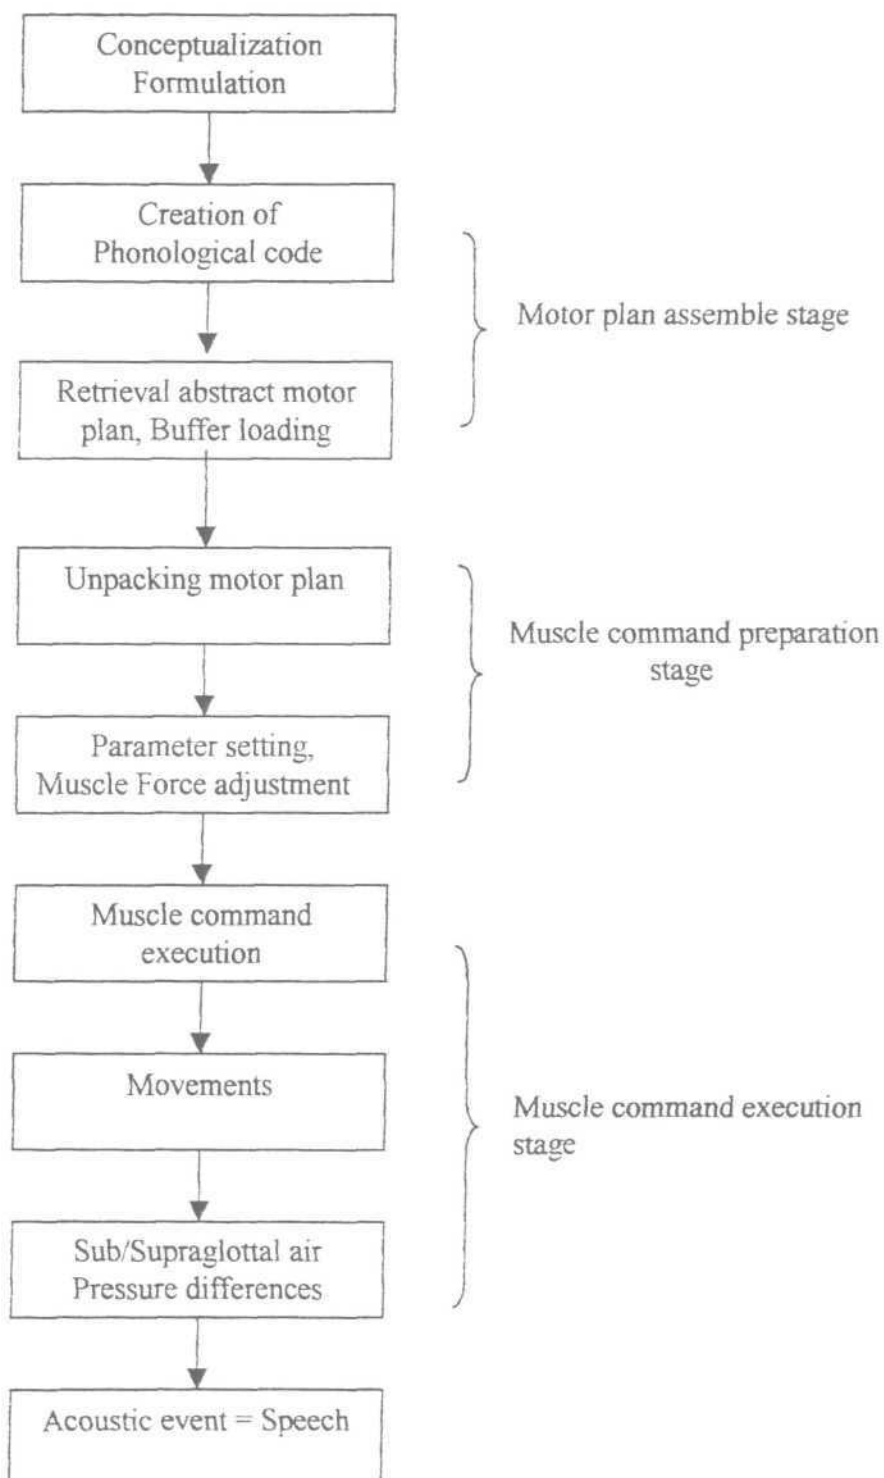 Conceptualization
Formulation
Creation of
Phonological code
Motor plan assemble stage
Retrieval abstract motor
plan, Buffer loading
Unpacking motor plan
Muscle command preparation
stage
Parameter setting,
Muscle Force adjustment
Muscle command
execution
Movements
Muscle command execution
stage
Sub/Supraglottal air
Pressure differences
Acoustic event = Speech